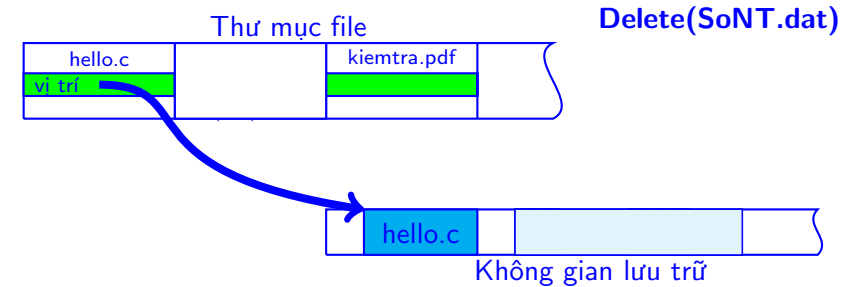 Thư mục file
Delete(SoNT.dat)
hello.c
kiemtra.pdf
vị trí
hello.c
Không gian lưu trữ